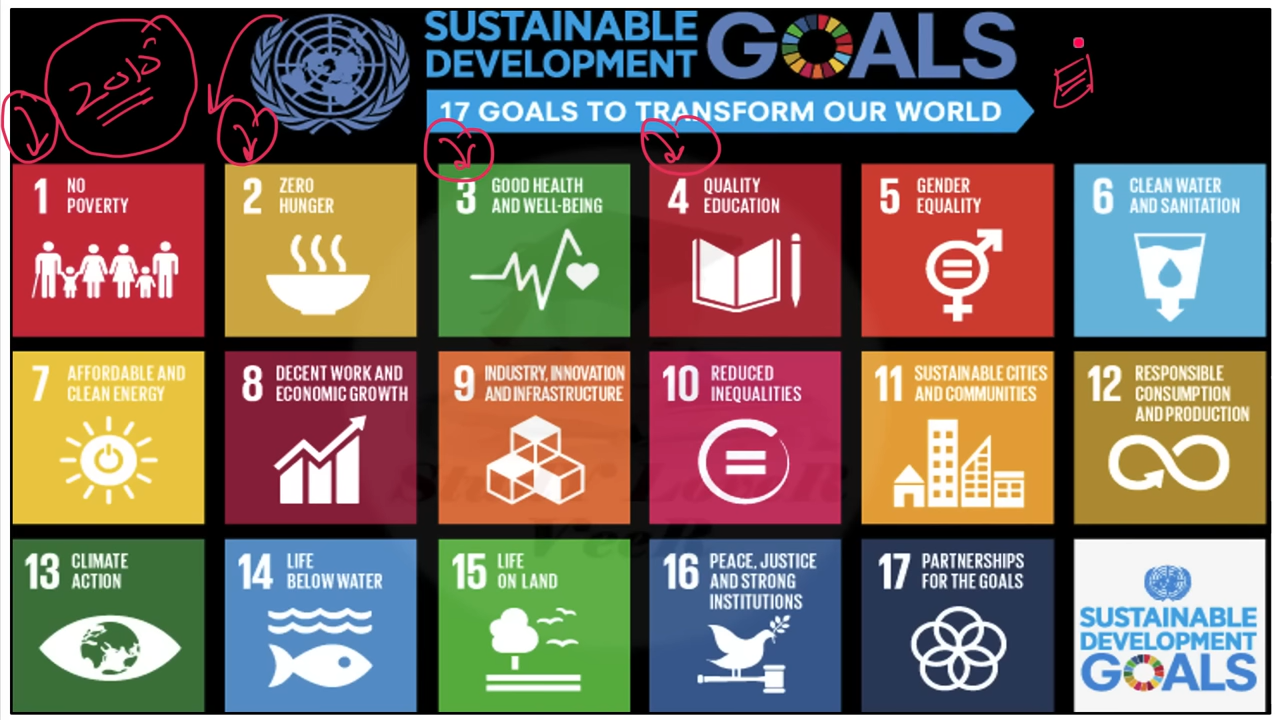 SUSTAINABLE
DEVELOPMENT
GOALS
17 GOALS TO TRANSFORM OUR WORLD
1 NO
POVERTY
2 ZERO
HUNGER
3 GOOD HEALTH
AND WELL-BEING
4 QUALITY
EDUCATION
5 GENDER
EQUALITY
6 CLEAN WATER
AND SANITATION
7 AFFORDABLE AND
CLEAN ENERGY
8 DECENT WORK AND
ECONOMIC GROWTH
9 INDUSTRY, INNOVATION
AND INFRASTRUCTURE
10 REDUCED
INEQUALITIES
11 SUSTAINABLE CITIES
AND COMMUNITIES
12 RESPONSIBLE
CONSUMPTION
AND PRODUCTION
13 CLIMATE
ACTION
14 LIFE
BELOW WATER
15 LIFE
ON LAND
16 PEACE, JUSTICE
AND STRONG
INSTITUTIONS
17 PARTNERSHIPS
FOR THE GOALS
SUSTAINABLE
DEVELOPMENT
GOALS